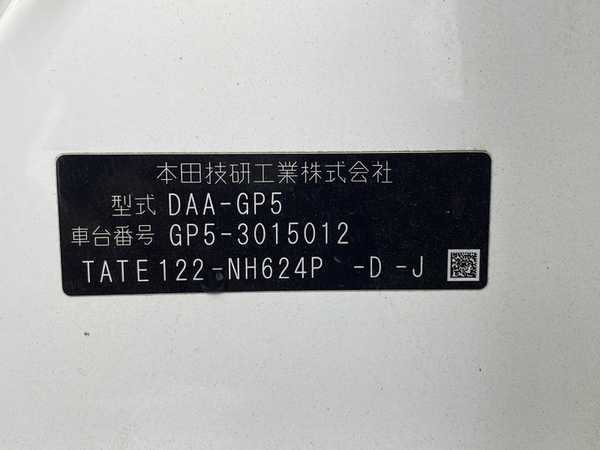 本田技研工業株式会社
型式 DAA-GP5
車台番号 GP5-3015012
TATE122-NH624P -D-J